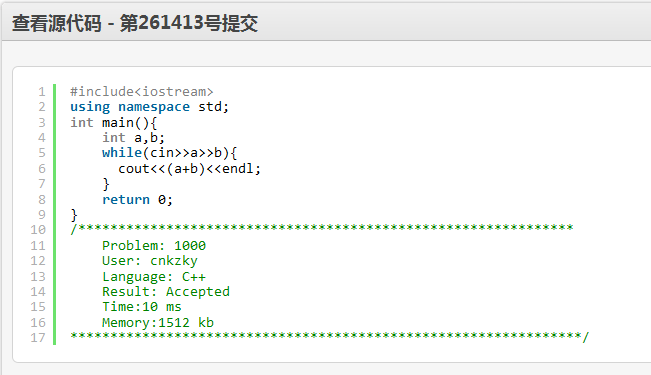 查看源代码 - 第261413号提交
1 #include<iostream>
2 using namespace std;
3 int main(){
4     int a,b;
5     while(cin>>a>>b){
6       cout<<(a+b)<<endl;
7     }
8     return 0;
9 }
10 /**************************************************************
11     Problem: 1000
12     User: cnkzky
13     Language: C++
14     Result: Accepted
15     Time:10 ms
16     Memory:1512 kb
17 ****************************************************************/